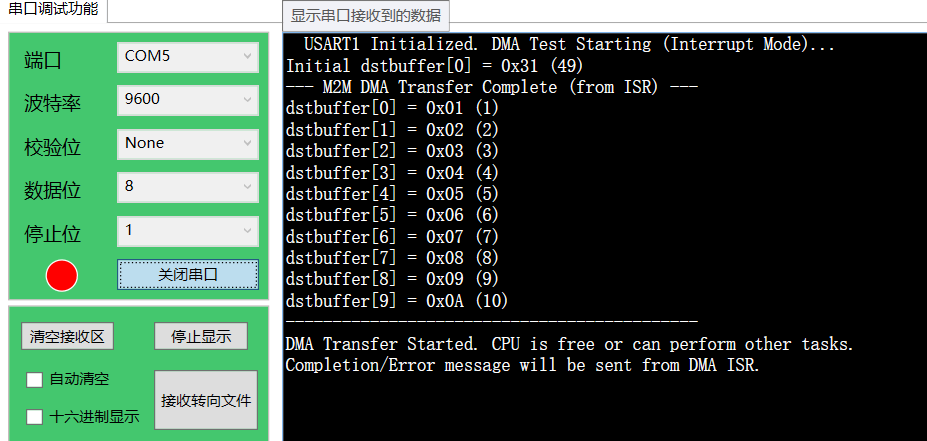 串口调试功能
显示串口接收到的数据
端口
COM5
波特率
9600
校验位
None
数据位
8
停止位
1
关闭串口
清空接收区
停止显示
自动清空
十六进制显示
接收转向文件
USART1 Initialized. DMA Test Starting (Interrupt Mode)...
Initial dstbuffer[0] = 0x31 (49)
--- M2M DMA Transfer Complete (from ISR) ---
dstbuffer[0] = 0x01 (1)
dstbuffer[1] = 0x02 (2)
dstbuffer[2] = 0x03 (3)
dstbuffer[3] = 0x04 (4)
dstbuffer[4] = 0x05 (5)
dstbuffer[5] = 0x06 (6)
dstbuffer[6] = 0x07 (7)
dstbuffer[7] = 0x08 (8)
dstbuffer[8] = 0x09 (9)
dstbuffer[9] = 0x0A (10)
--------------------------------------------
DMA Transfer Started. CPU is free or can perform other tasks.
Completion/Error message will be sent from DMA ISR.